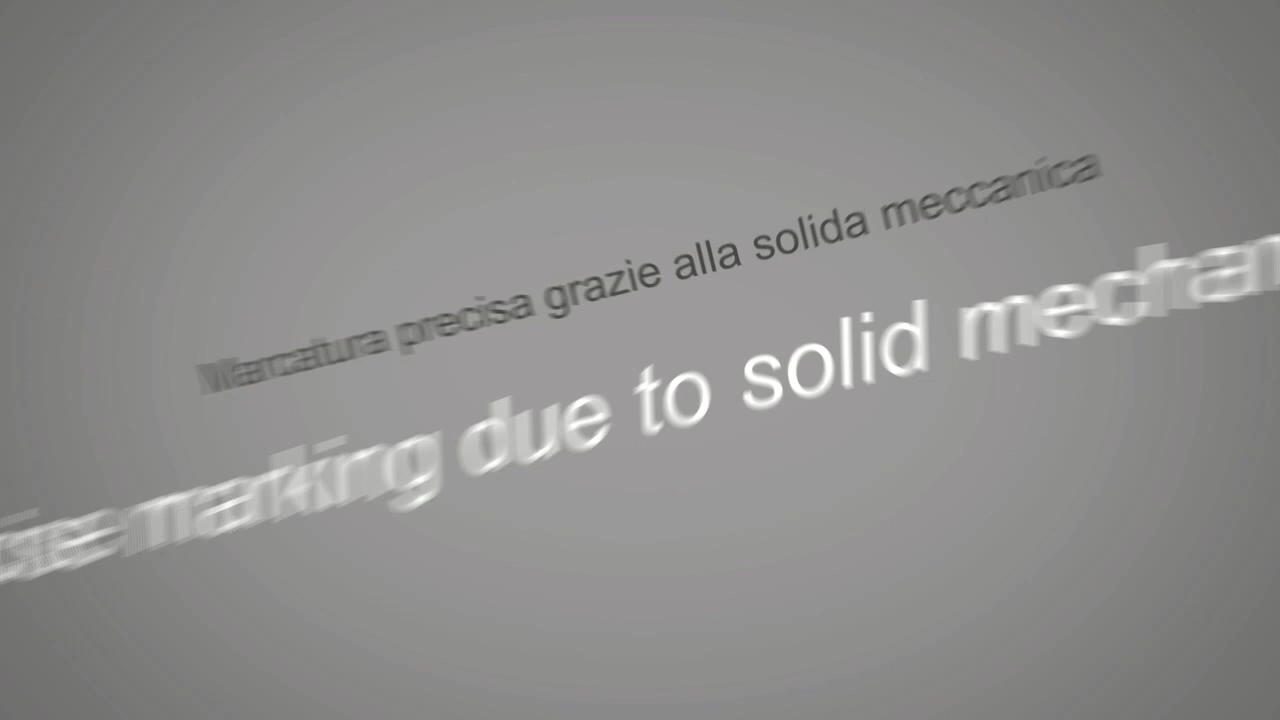 Marcatura precisa grazie alla solida meccanica
marking due to solid